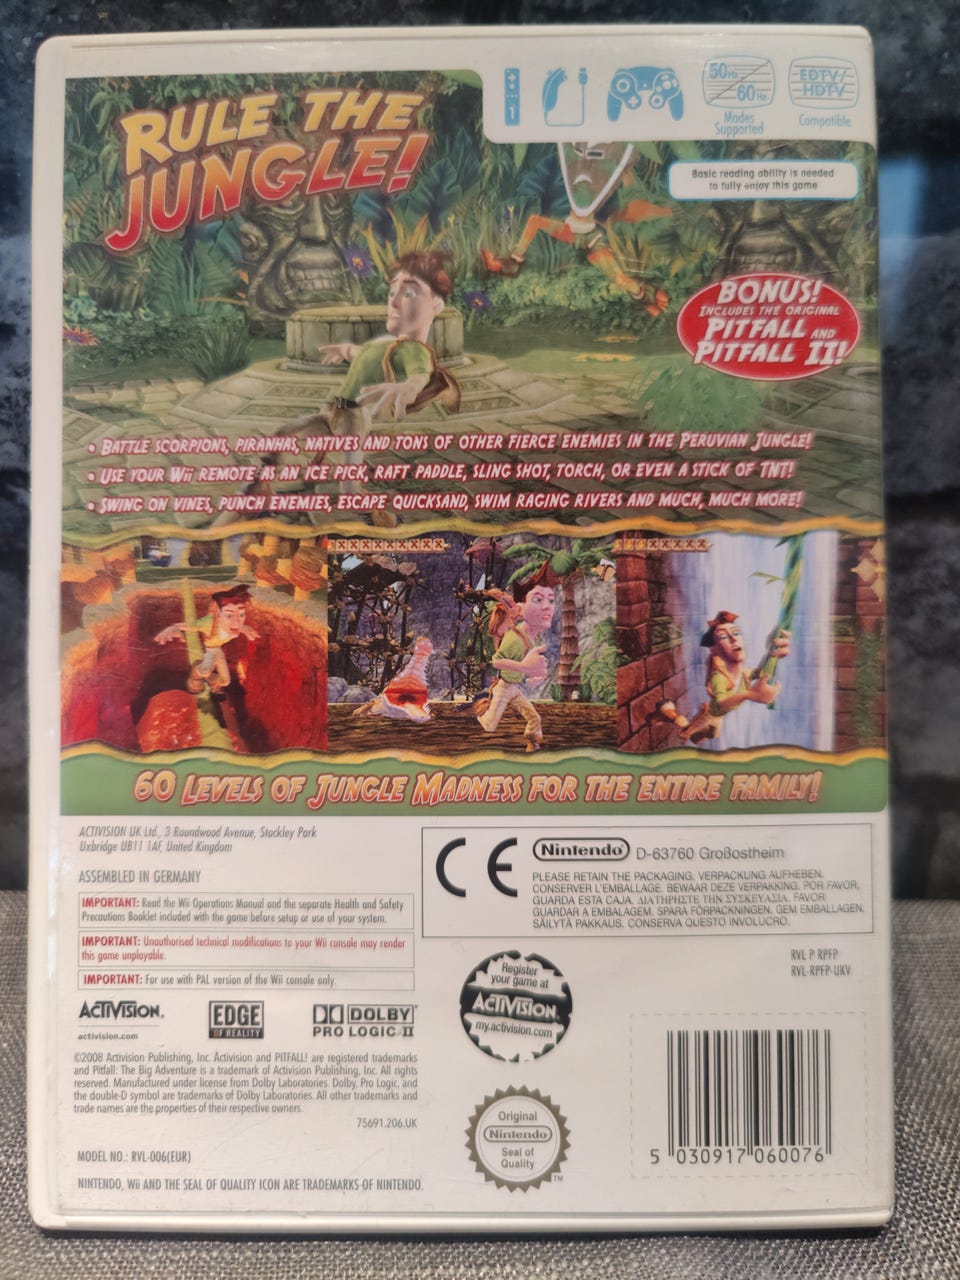 RULE THE
JUNGLE!
1
50Hz
60Hz
Modes
Supported
EDTV/
HDTV
Compatible
Basic reading ability is needed
to fully enjoy this game
BONUS!
INCLUDES THE ORIGINAL
PITFALL AND
PITFALL II!
• BATTLE SCORPIONS, PIRANHAS, NATIVES AND TONS OF OTHER FIERCE ENEMIES IN THE PERUVIAN JUNGLE!
• USE YOUR Wii REMOTE AS AN ICE PICK, RAFT PADDLE, SLING SHOT, TORCH, OR EVEN A STICK OF TNT!
• SWING ON VINES, PUNCH ENEMIES, ESCAPE QUICKSAND, SWIM RAGING RIVERS AND MUCH, MUCH MORE!
60 LEVELS OF JUNGLE MADNESS FOR THE ENTIRE FAMILY!
ACTIVISION UK Ltd., 3 Roundwood Avenue, Stockley Park
Uxbridge UB11 1AF, United Kingdom
ASSEMBLED IN GERMANY
IMPORTANT: Read the Wii Operations Manual and the separate Health and Safety
Precautions Booklet included with the game before setup or use of your system.
IMPORTANT: Unauthorised technical modifications to your Wii console may render
this game unplayable.
IMPORTANT: For use with PAL version of the Wii console only.
CE
Nintendo® D-63760 Großostheim
PLEASE RETAIN THE PACKAGING. VERPACKUNG AUFHEBEN.
CONSERVER L'EMBALLAGE. BEWAAR DEZE VERPAKKING. POR FAVOR,
GUARDA ESTA CAJA. ΔΙΑΤΗΡΗΣΤΕ ΤΗΝ ΣΥΣΚΕΥΑΣΙΑ. FAVOR
GUARDAR A EMBALAGEM. SPARA FÖRPACKNINGEN. GEM EMBALLAGEN.
SÄILYTÄ PAKKAUS. CONSERVA QUESTO INVOLUCRO.
RVL P RPFP
RVL-RPFP-UKV
ACTIVISION®
activision.com
EDGE
OF REALITY
DOLBY
PRO LOGIC II
Register
your game at
ACTIVISION.
my.activision.com
©2008 Activision Publishing, Inc. Activision and PITFALL! are registered trademarks
and Pitfall: The Big Adventure is a trademark of Activision Publishing, Inc. All rights
reserved. Manufactured under license from Dolby Laboratories. Dolby, Pro Logic, and
the double-D symbol are trademarks of Dolby Laboratories. All other trademarks and
trade names are the properties of their respective owners.
75691.206.UK
MODEL NO.: RVL-006(EUR)
NINTENDO, Wii AND THE SEAL OF QUALITY ICON ARE TRADEMARKS OF NINTENDO.
Original
Nintendo
Seal of
Quality
TM
5 030917 060076